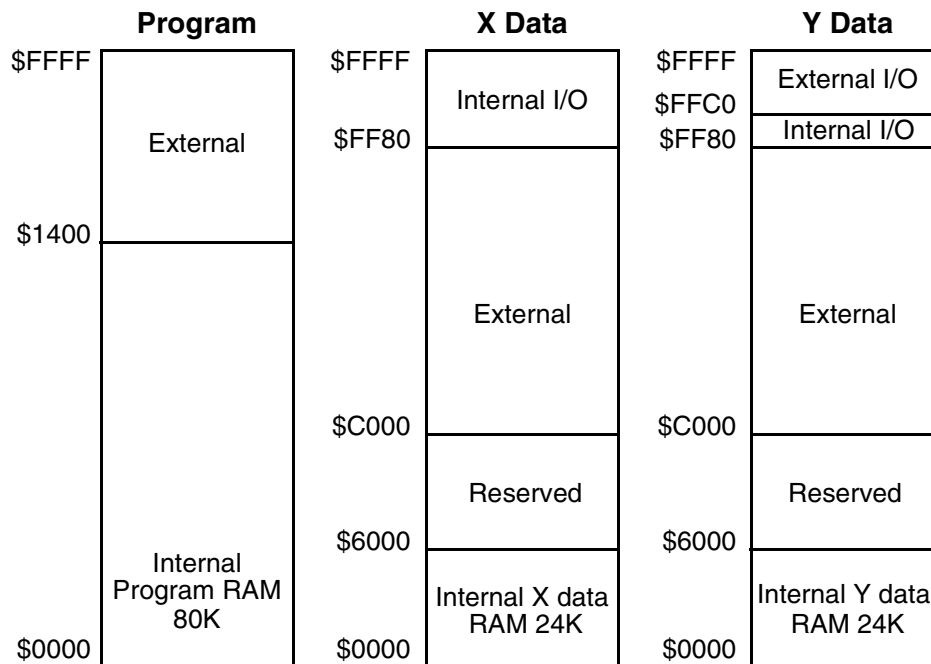 Program
$FFFF
External
$1400
Internal
Program RAM
80K
$0000
X Data
$FFFF
Internal I/O
$FF80
External
$C000
Reserved
$6000
Internal X data
RAM 24K
$0000
Y Data
$FFFF
External I/O
$FFC0
Internal I/O
$FF80
External
$C000
Reserved
$6000
Internal Y data
RAM 24K
$0000